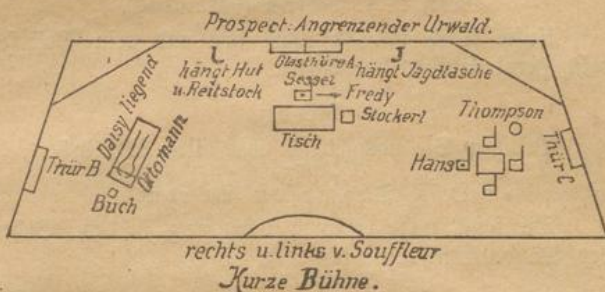 Prospect: Angrenzender Urwald.
Glasthüre A
hängt Hut
u. Reitstock
hängt Jagdtasche
Sessel
Fredy
Stockerl
Tisch
Daisy liegend
Ottomann
Thür B
Buch
Thompson
Hans
Thür C
rechts u. links v. Souffleur
Kurze Bühne.